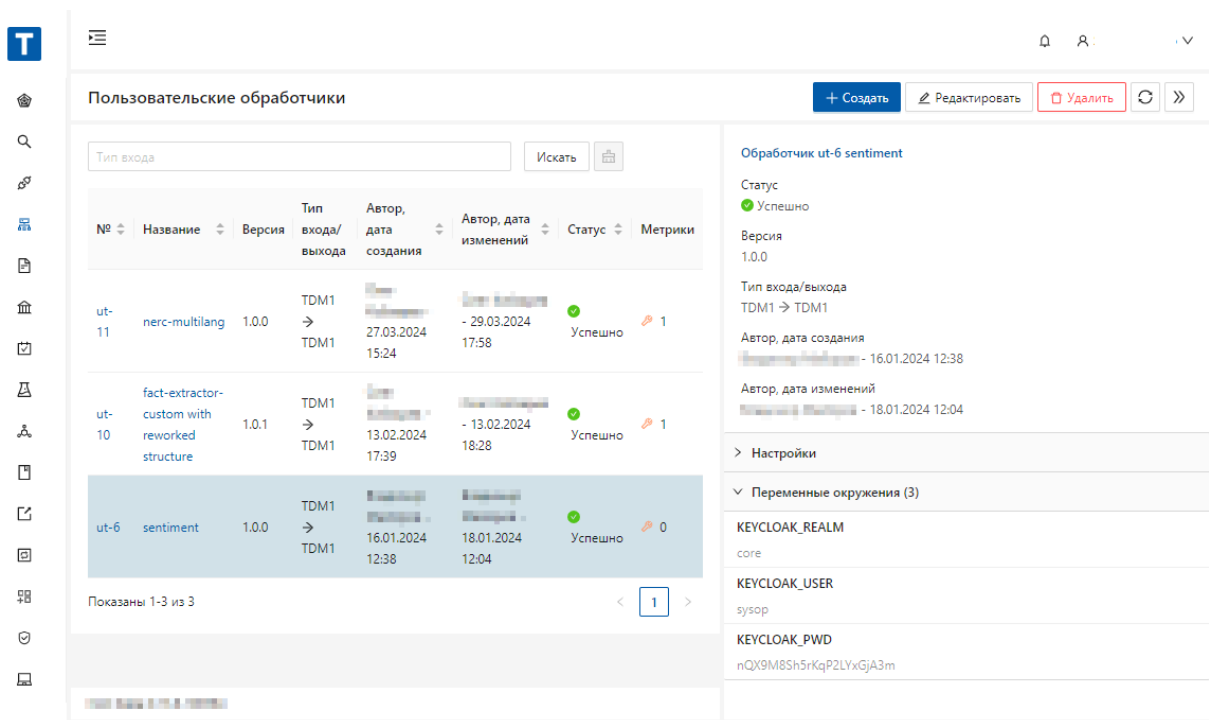 T
Пользовательские обработчики
+ Создать
Редактировать
Удалить
Тип входа
Искать
№
Название
Версия
Тип входа/
выхода
Автор,
дата
создания
Автор, дата
изменений
Статус
Метрики
ut-
11
nerc-multilang
1.0.0
TDM1
→
TDM1
27.03.2024
15:24
- 29.03.2024
17:58
Успешно
1
ut-
10
fact-extractor-
custom with
reworked
structure
1.0.1
TDM1
→
TDM1
-
13.02.2024
17:39
- 13.02.2024
18:28
Успешно
1
ut-6
sentiment
1.0.0
TDM1
→
TDM1
-
16.01.2024
12:38
-
18.01.2024
12:04
Успешно
0
Показаны 1-3 из 3
< 1 >
Обработчик ut-6 sentiment
Статус
Успешно
Версия
1.0.0
Тип входа/выхода
TDM1 → TDM1
Автор, дата создания
- 16.01.2024 12:38
Автор, дата изменений
- 18.01.2024 12:04
Настройки
Переменные окружения (3)
KEYCLOAK_REALM
core
KEYCLOAK_USER
sysop
KEYCLOAK_PWD
nQX9M8Sh5rKqP2LYxGjA3m